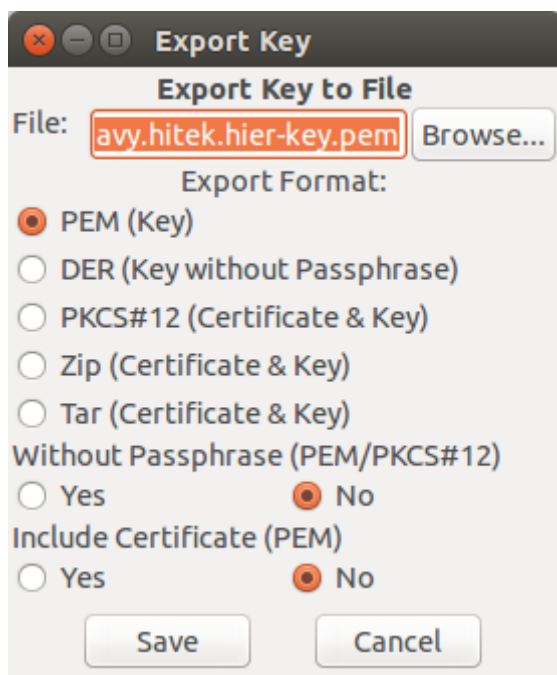 Export Key
Export Key to File
File: avy.hitek.hier-key.pem Browse...
Export Format:
PEM (Key)
DER (Key without Passphrase)
PKCS#12 (Certificate & Key)
Zip (Certificate & Key)
Tar (Certificate & Key)
Without Passphrase (PEM/PKCS#12)
Yes No
Include Certificate (PEM)
Yes No
Save Cancel